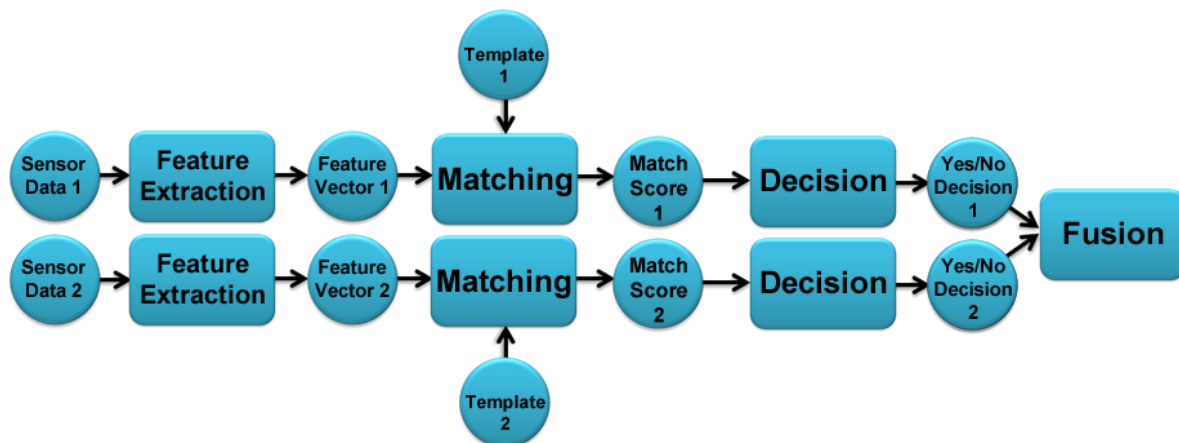 Template
1
Sensor
Data 1
Feature
Extraction
Feature
Vector 1
Matching
Match
Score
1
Decision
Yes/No
Decision
1
Fusion
Sensor
Data 2
Feature
Extraction
Feature
Vector 2
Matching
Match
Score
2
Decision
Yes/No
Decision
2
Template
2